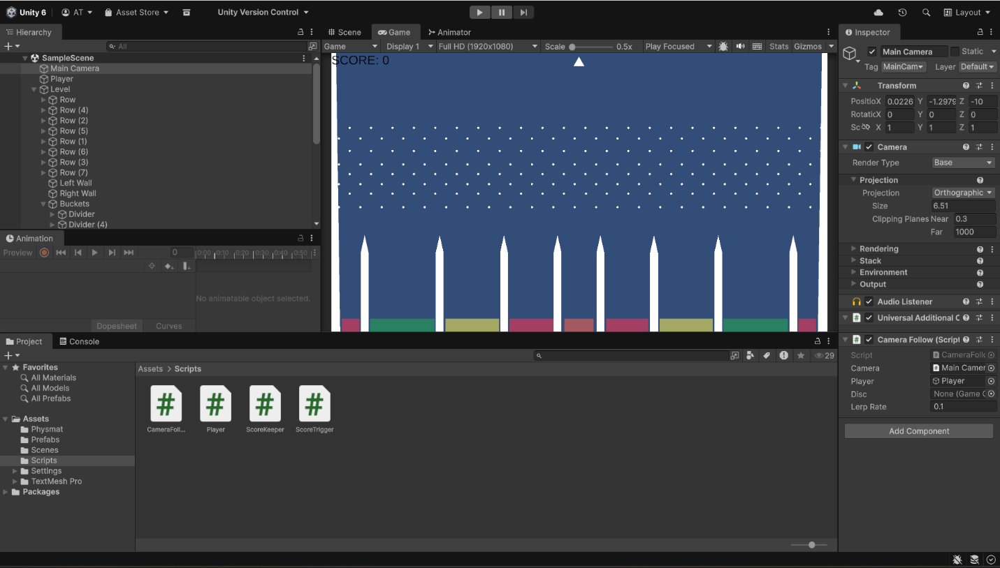 Unity 6 AT Asset Store Unity Version Control Layout
Hierarchy
All
SampleScene
Main Camera
Player
Level
Row
Row (4)
Row (2)
Row (5)
Row (1)
Row (6)
Row (3)
Row (7)
Left Wall
Right Wall
Buckets
Divider
Divider (4)
Animation
Preview 0 0:00 0:10 0:20 0:30 0:40 0:50
No animatable object selected.
Dopesheet Curves
Scene Game Animator
Game Display 1 Full HD (1920x1080) Scale 0.5x Play Focused Stats Gizmos
SCORE: 0
Project Console
29
Favorites
All Materials
All Models
All Prefabs
Assets
Physmat
Prefabs
Scenes
Scripts
Settings
TextMesh Pro
Packages
Assets > Scripts
CameraFoll... Player ScoreKeeper ScoreTrigger
Inspector
Main Camera Static
Tag MainCam Layer Default
Transform
Positio X 0.0226 Y -1.2979 Z -10
Rotatic X 0 Y 0 Z 0
Sc X 1 Y 1 Z 1
Camera
Render Type Base
Projection
Projection Orthographic
Size 6.51
Clipping Planes Near 0.3
Far 1000
Rendering
Stack
Environment
Output
Audio Listener
Universal Additional C
Camera Follow (Script
Script CameraFolk
Camera Main Camer
Player Player
Disc None (Game C
Lerp Rate 0.1
Add Component